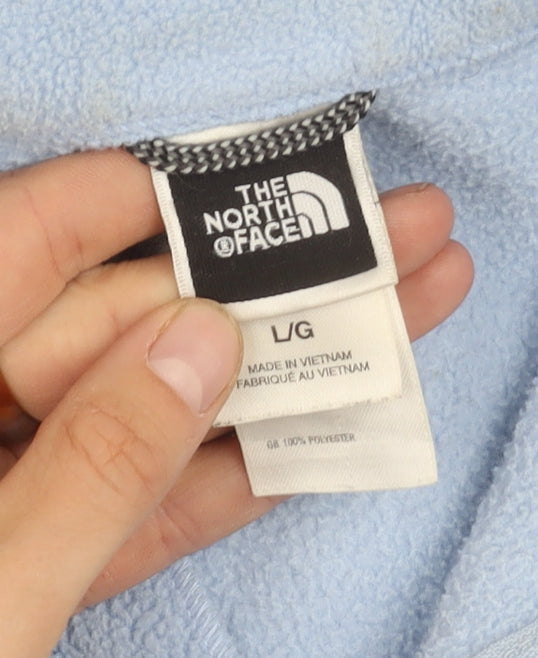 THE
NORTH
®FACE
L/G
MADE IN VIETNAM
FABRIQUÉ AU VIETNAM
GB 100% POLYESTER